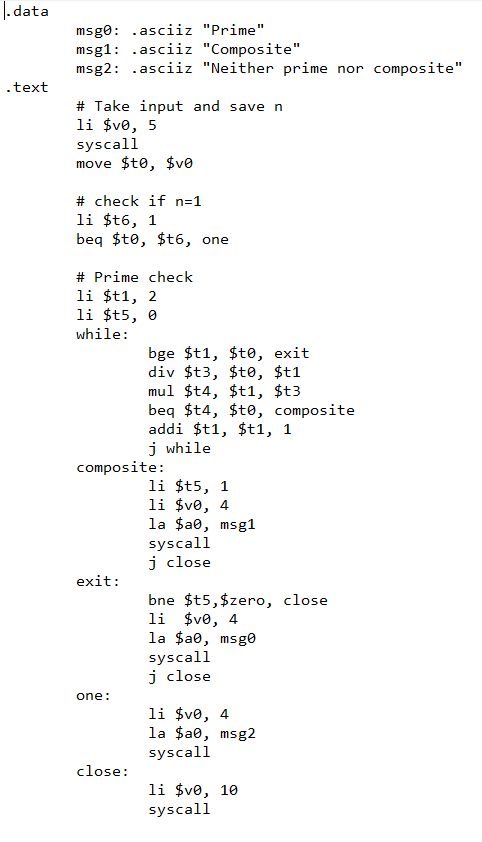 .data
msg0: .asciiz "Prime"
msg1: .asciiz "Composite"
msg2: .asciiz "Neither prime nor composite"
.text
# Take input and save n
li $v0, 5
syscall
move $t0, $v0
# check if n=1
li $t6, 1
beq $t0, $t6, one
# Prime check
li $t1, 2
li $t5, 0
while:
bge $t1, $t0, exit
div $t3, $t0, $t1
mul $t4, $t1, $t3
beq $t4, $t0, composite
addi $t1, $t1, 1
j while
composite:
li $t5, 1
li $v0, 4
la $a0, msg1
syscall
j close
exit:
bne $t5,$zero, close
li  $v0, 4
la $a0, msg0
syscall
j close
one:
li $v0, 4
la $a0, msg2
syscall
close:
li $v0, 10
syscall